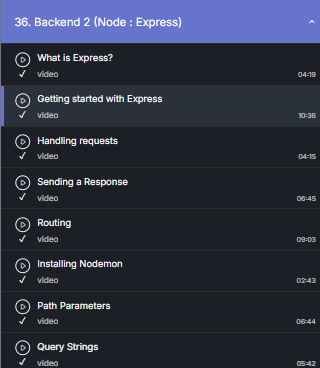 36. Backend 2 (Node : Express)
What is Express?
video
04:19
Getting started with Express
video
10:36
Handling requests
video
04:15
Sending a Response
video
06:45
Routing
video
09:03
Installing Nodemon
video
02:43
Path Parameters
video
06:44
Query Strings
video
05:42